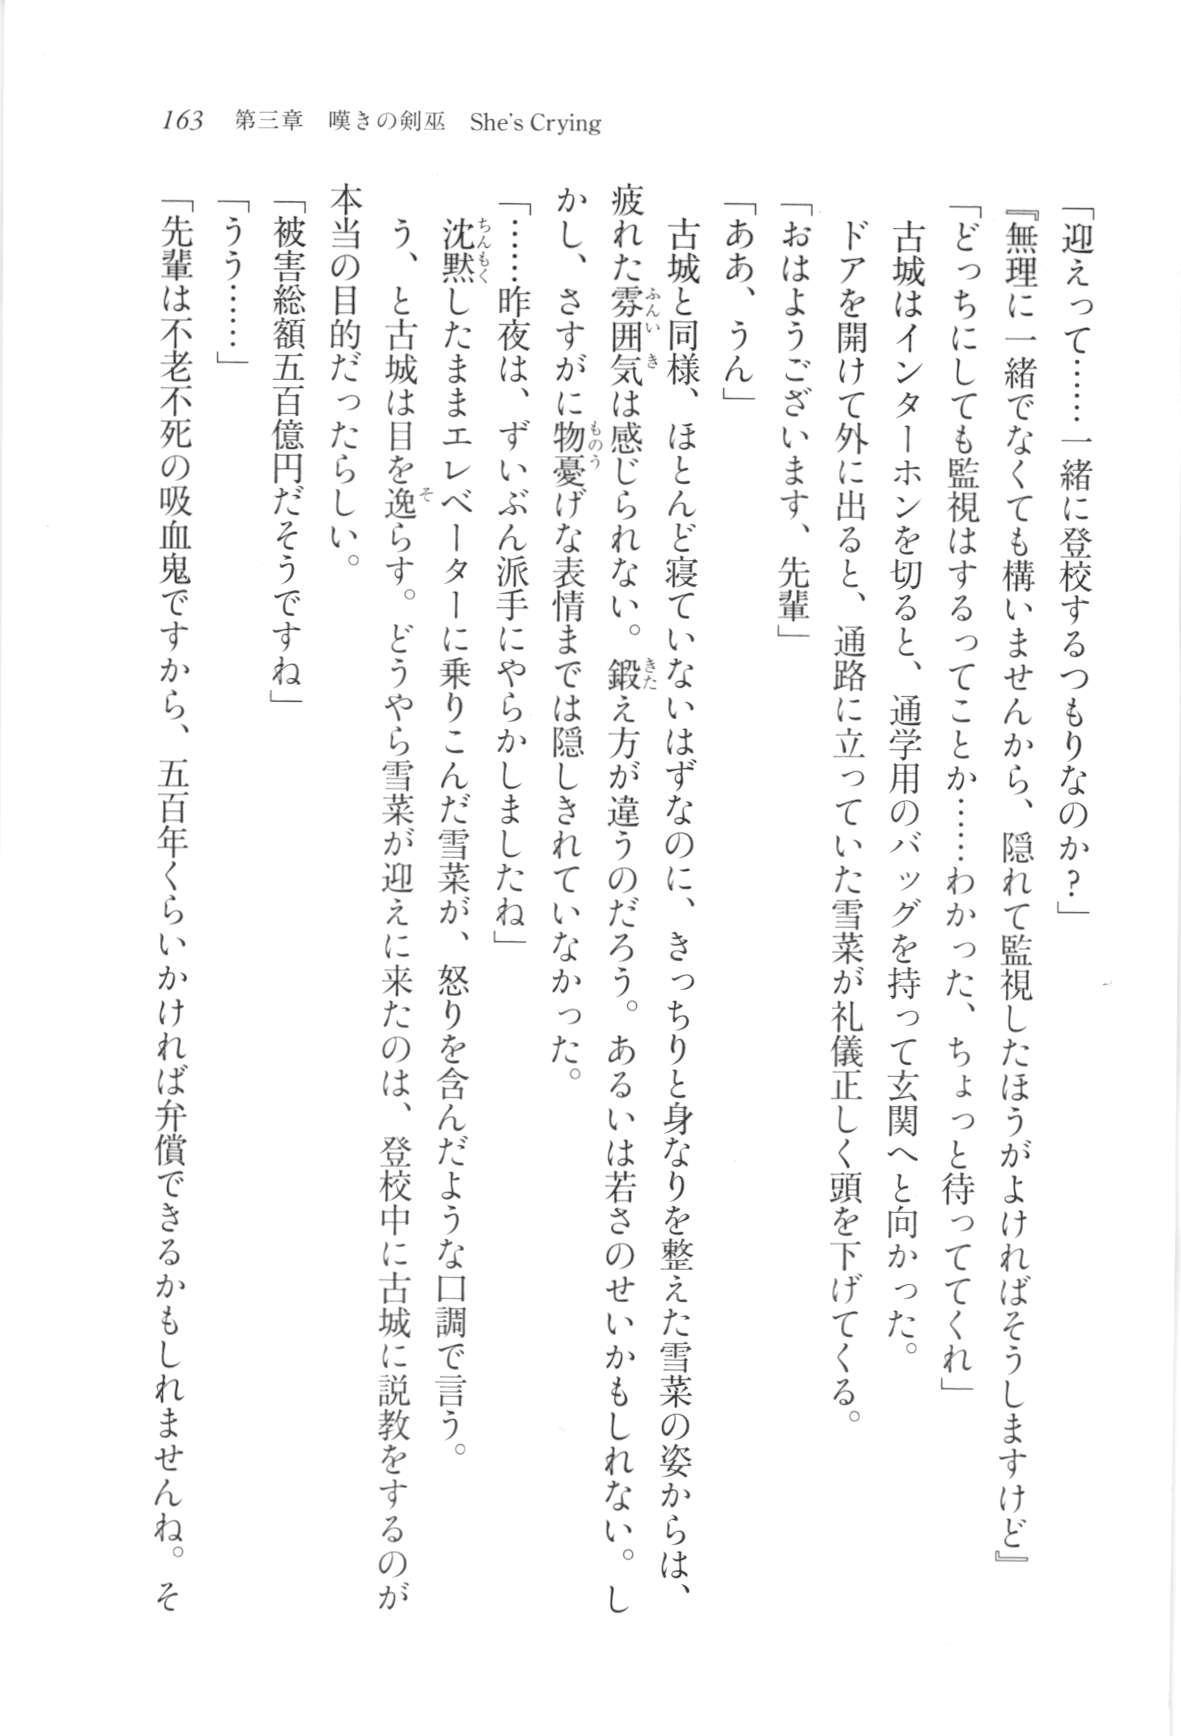 163 第三章 嘆きの剣巫 She's Crying
「迎えって……一緒に登校するつもりなのか？」
『無理に一緒でなくても構いませんから、隠れて監視したほうがよければそうしますけど』
「どっちにしても監視はするってことか……わかった、ちょっと待っててくれ」
古城はインターホンを切ると、通学用のバッグを持って玄関へと向かった。
ドアを開けて外に出ると、通路に立っていた雪菜が礼儀正しく頭を下げてくる。
「おはようございます、先輩」
「ああ、うん」
古城と同様、ほとんど寝ていないはずなのに、きっちりと身なりを整えた雪菜の姿からは、
疲れた雰囲気は感じられない。鍛え方が違うのだろう。あるいは若さのせいかもしれない。し
かし、さすがに物憂げな表情までは隠しきれていなかった。
「……昨夜は、ずいぶん派手にやらかしましたね」
沈黙したままエレベーターに乗りこんだ雪菜が、怒りを含んだような口調で言う。
う、と古城は目を逸らす。どうやら雪菜が迎えに来たのは、登校中に古城に説教をするのが
本当の目的だったらしい。
「被害総額五百億円だそうですね」
「うう……」
「先輩は不老不死の吸血鬼ですから、五百年くらいかければ弁償できるかもしれませんね。そ